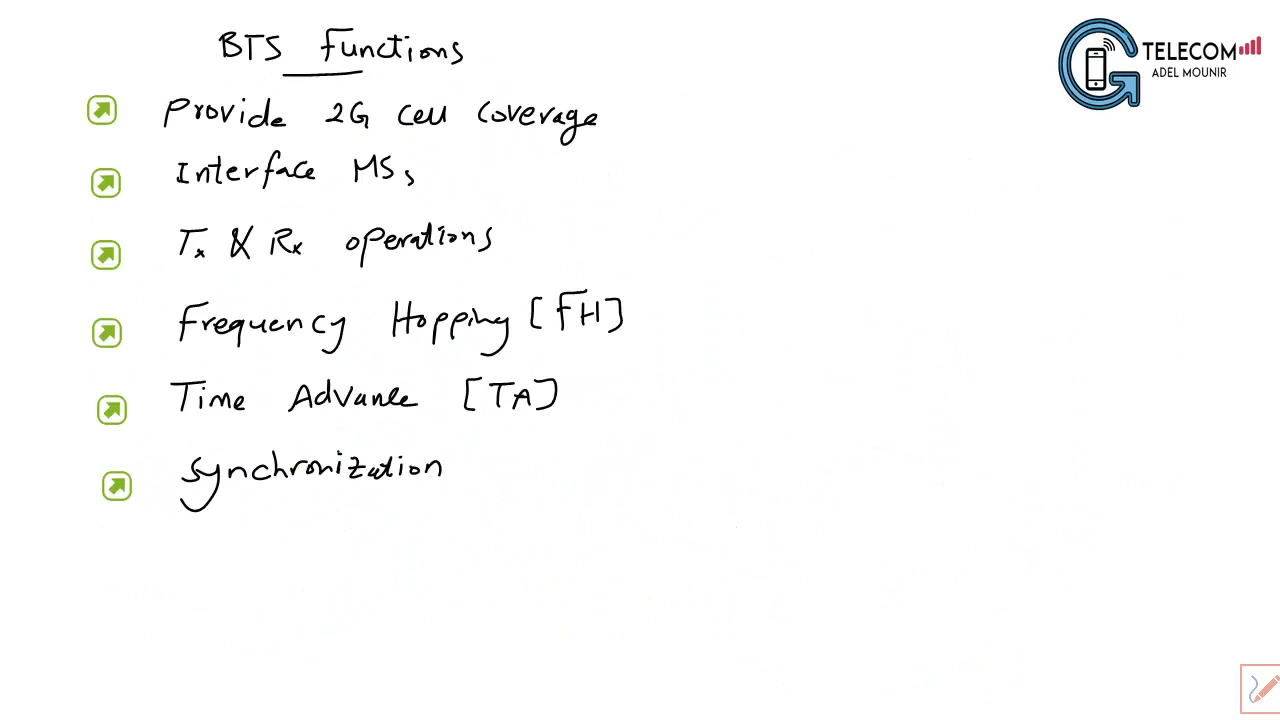 BTS Functions
TELECOM
ADEL MOUNIR
Provide 2G Cell Coverage
Interface MSs
Tx & Rx operations
Frequency Hopping [FH]
Time Advance [TA]
Synchronization